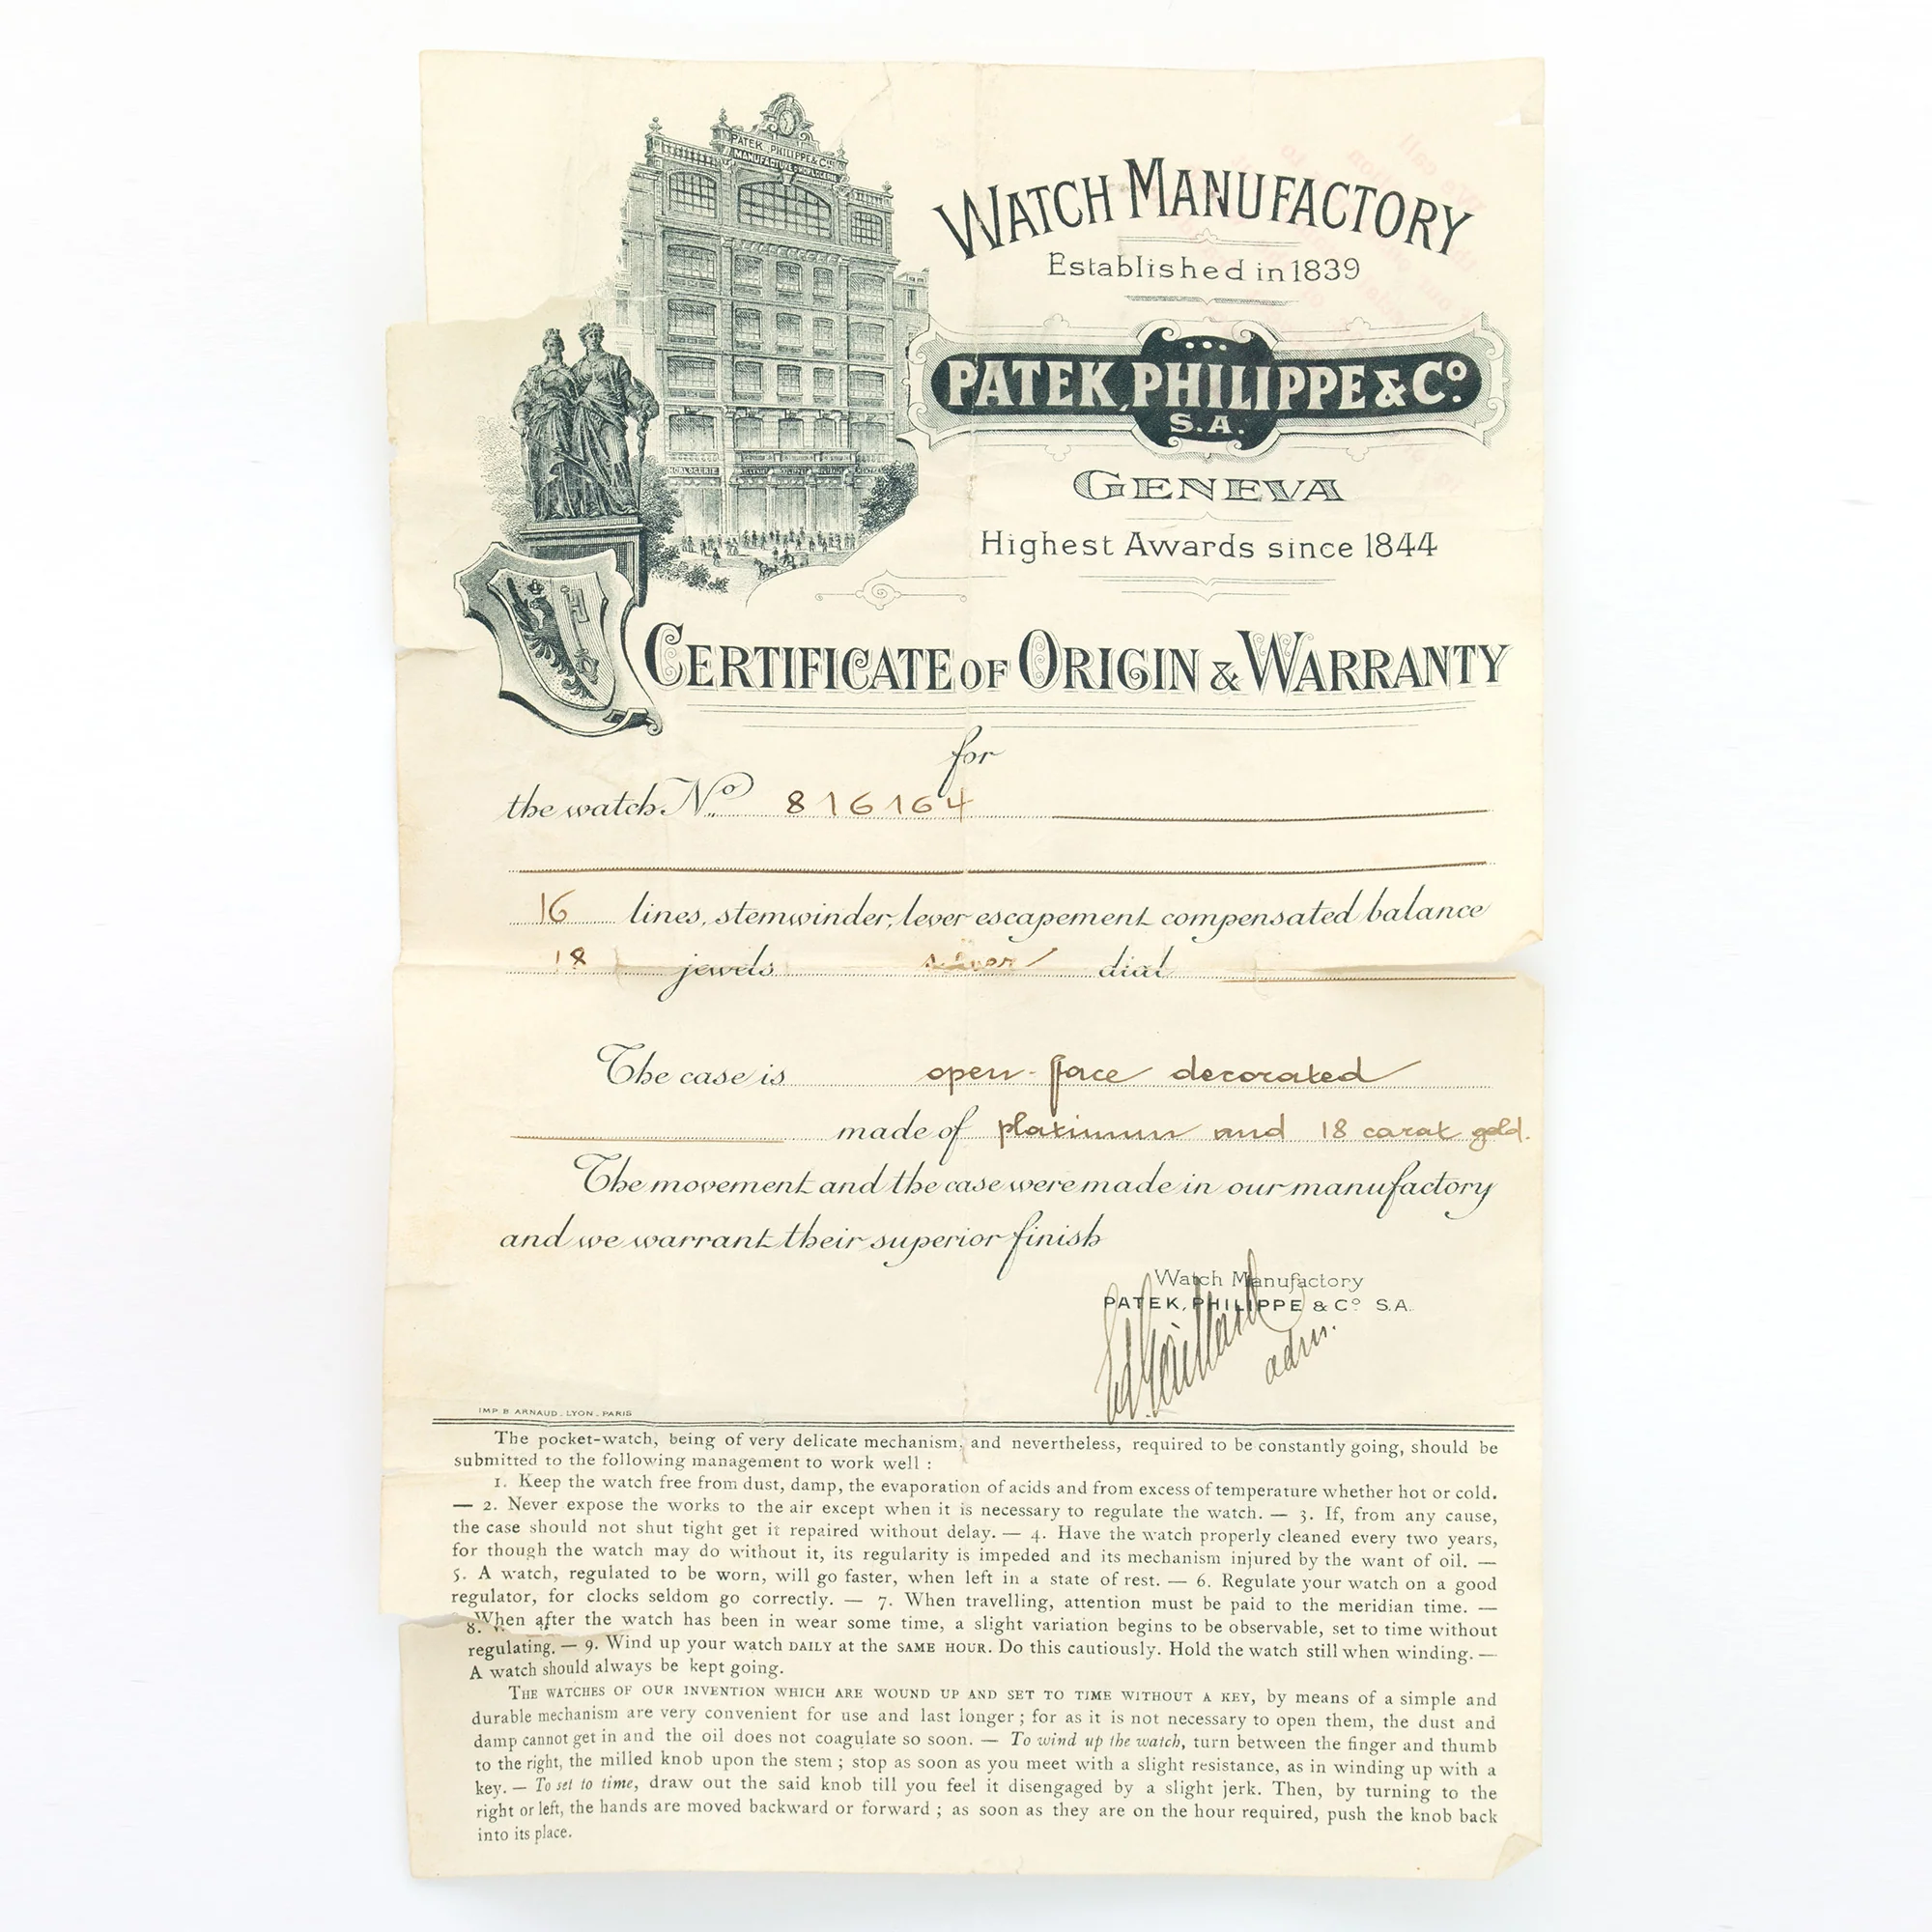 PATEK, PHILIPPE & Cie
MANUFACTURE D'HORLOGERIE
WATCH MANUFACTORY
Established in 1839
PATEK, PHILIPPE & Cº
S.A.
GENEVA
Highest Awards since 1844
HORLOGERIE
CERTIFICATE OF ORIGIN & WARRANTY
for
the watch Nº 816164
16 lines, stemwinder, lever escapement compensated balance
18 jewels silver dial
The case is open-face decorated
made of platinum and 18 carat gold.
The movement and the case were made in our manufactory
and we warrant their superior finish
Watch Manufactory
PATEK, PHILIPPE & Cº S.A.
adm.
IMP. B. ARNAUD. LYON-PARIS
The pocket-watch, being of very delicate mechanism, and nevertheless, required to be constantly going, should be
submitted to the following management to work well :
1. Keep the watch free from dust, damp, the evaporation of acids and from excess of temperature whether hot or cold.
— 2. Never expose the works to the air except when it is necessary to regulate the watch. — 3. If, from any cause,
the case should not shut tight get it repaired without delay. — 4. Have the watch properly cleaned every two years,
for though the watch may do without it, its regularity is impeded and its mechanism injured by the want of oil. —
5. A watch, regulated to be worn, will go faster, when left in a state of rest. — 6. Regulate your watch on a good
regulator, for clocks seldom go correctly. — 7. When travelling, attention must be paid to the meridian time. —
8. When after the watch has been in wear some time, a slight variation begins to be observable, set to time without
regulating. — 9. Wind up your watch DAILY at the SAME HOUR. Do this cautiously. Hold the watch still when winding. —
A watch should always be kept going.
THE WATCHES OF OUR INVENTION WHICH ARE WOUND UP AND SET TO TIME WITHOUT A KEY, by means of a simple and
durable mechanism are very convenient for use and last longer ; for as it is not necessary to open them, the dust and
damp cannot get in and the oil does not coagulate so soon. — To wind up the watch, turn between the finger and thumb
to the right, the milled knob upon the stem ; stop as soon as you meet with a slight resistance, as in winding up with a
key. — To set to time, draw out the said knob till you feel it disengaged by a slight jerk. Then, by turning to the
right or left, the hands are moved backward or forward ; as soon as they are on the hour required, push the knob back
into its place.